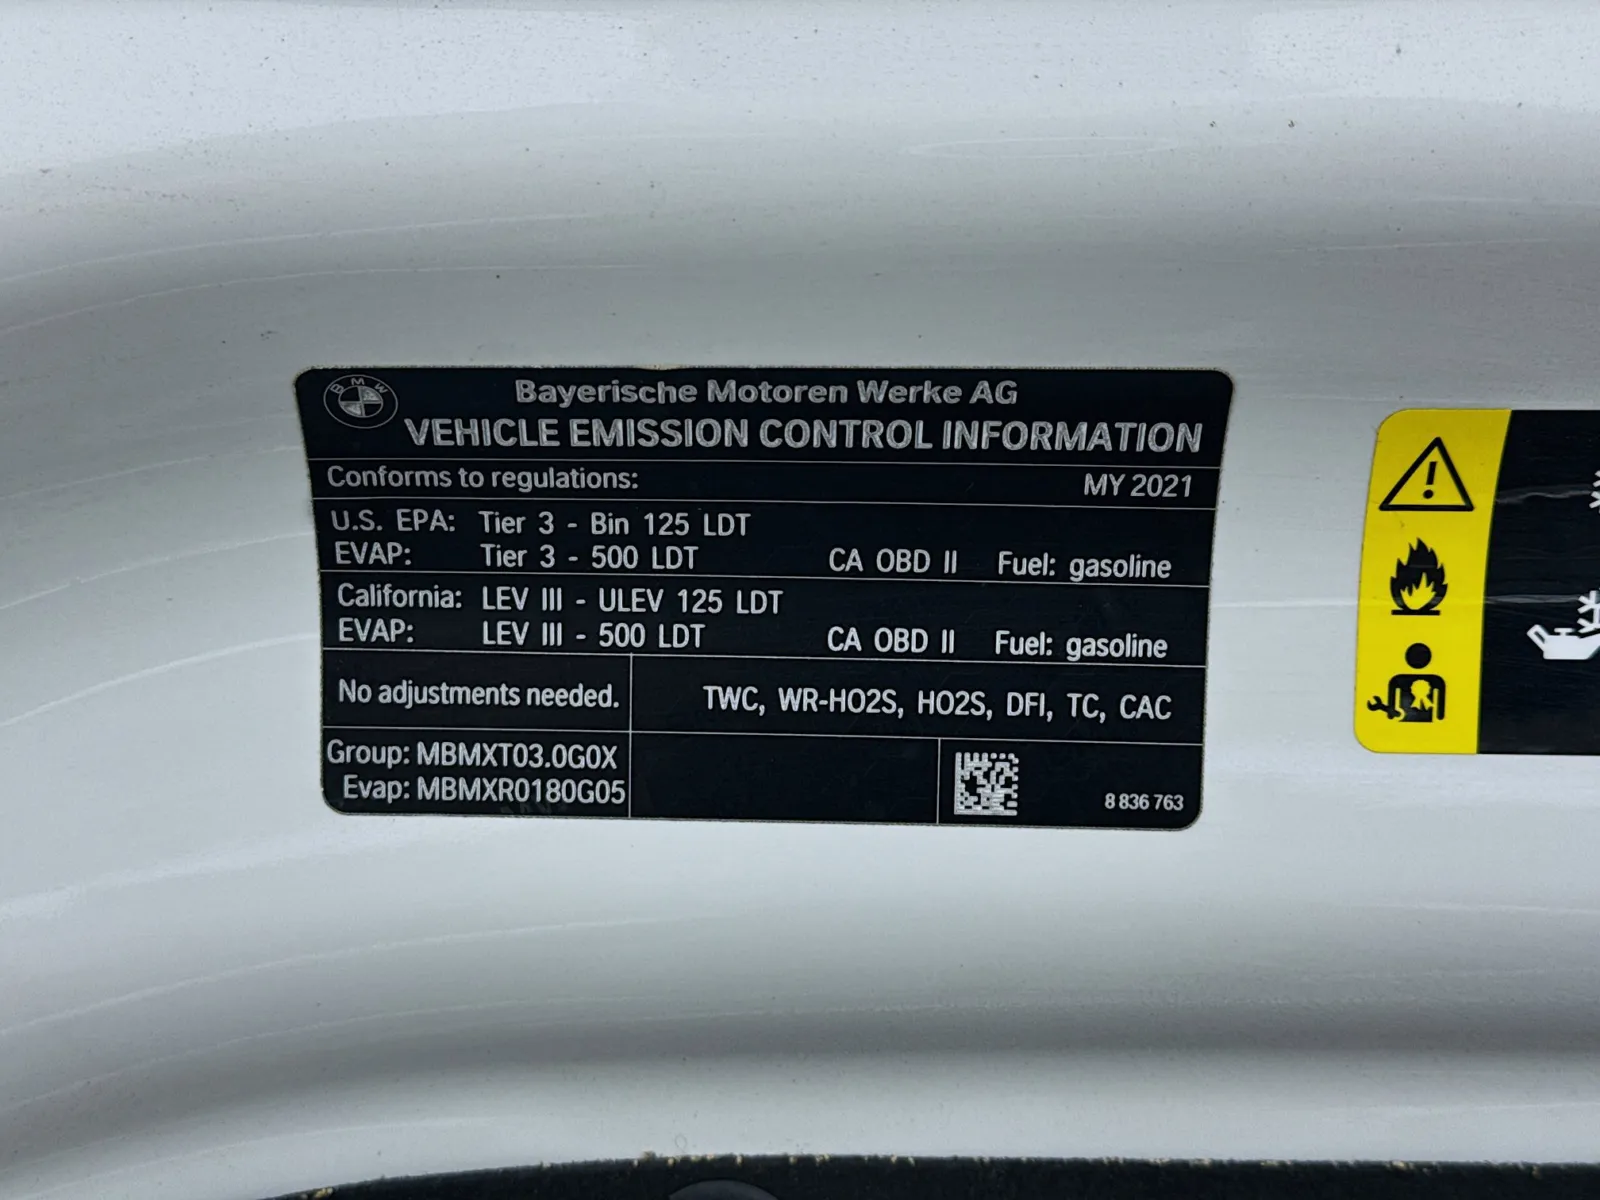 BMW
Bayerische Motoren Werke AG
VEHICLE EMISSION CONTROL INFORMATION
Conforms to regulations: MY 2021
U.S. EPA: Tier 3 - Bin 125 LDT
EVAP: Tier 3 - 500 LDT CA OBD II Fuel: gasoline
California: LEV III - ULEV 125 LDT
EVAP: LEV III - 500 LDT CA OBD II Fuel: gasoline
No adjustments needed. TWC, WR-HO2S, HO2S, DFI, TC, CAC
Group: MBMXT03.0G0X
Evap: MBMXR0180G05
8 836 763